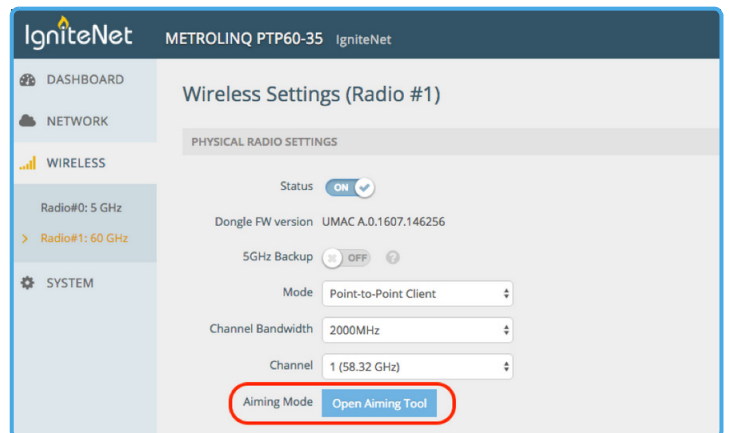 IgniteNet
METROLINQ PTP60-35 IgniteNet
DASHBOARD
NETWORK
WIRELESS
Radio#0: 5 GHz
> Radio#1: 60 GHz
SYSTEM
Wireless Settings (Radio #1)
PHYSICAL RADIO SETTINGS
Status ON
Dongle FW version UMAC A.0.1607.146256
5GHz Backup OFF ?
Mode Point-to-Point Client
Channel Bandwidth 2000MHz
Channel 1 (58.32 GHz)
Aiming Mode Open Aiming Tool